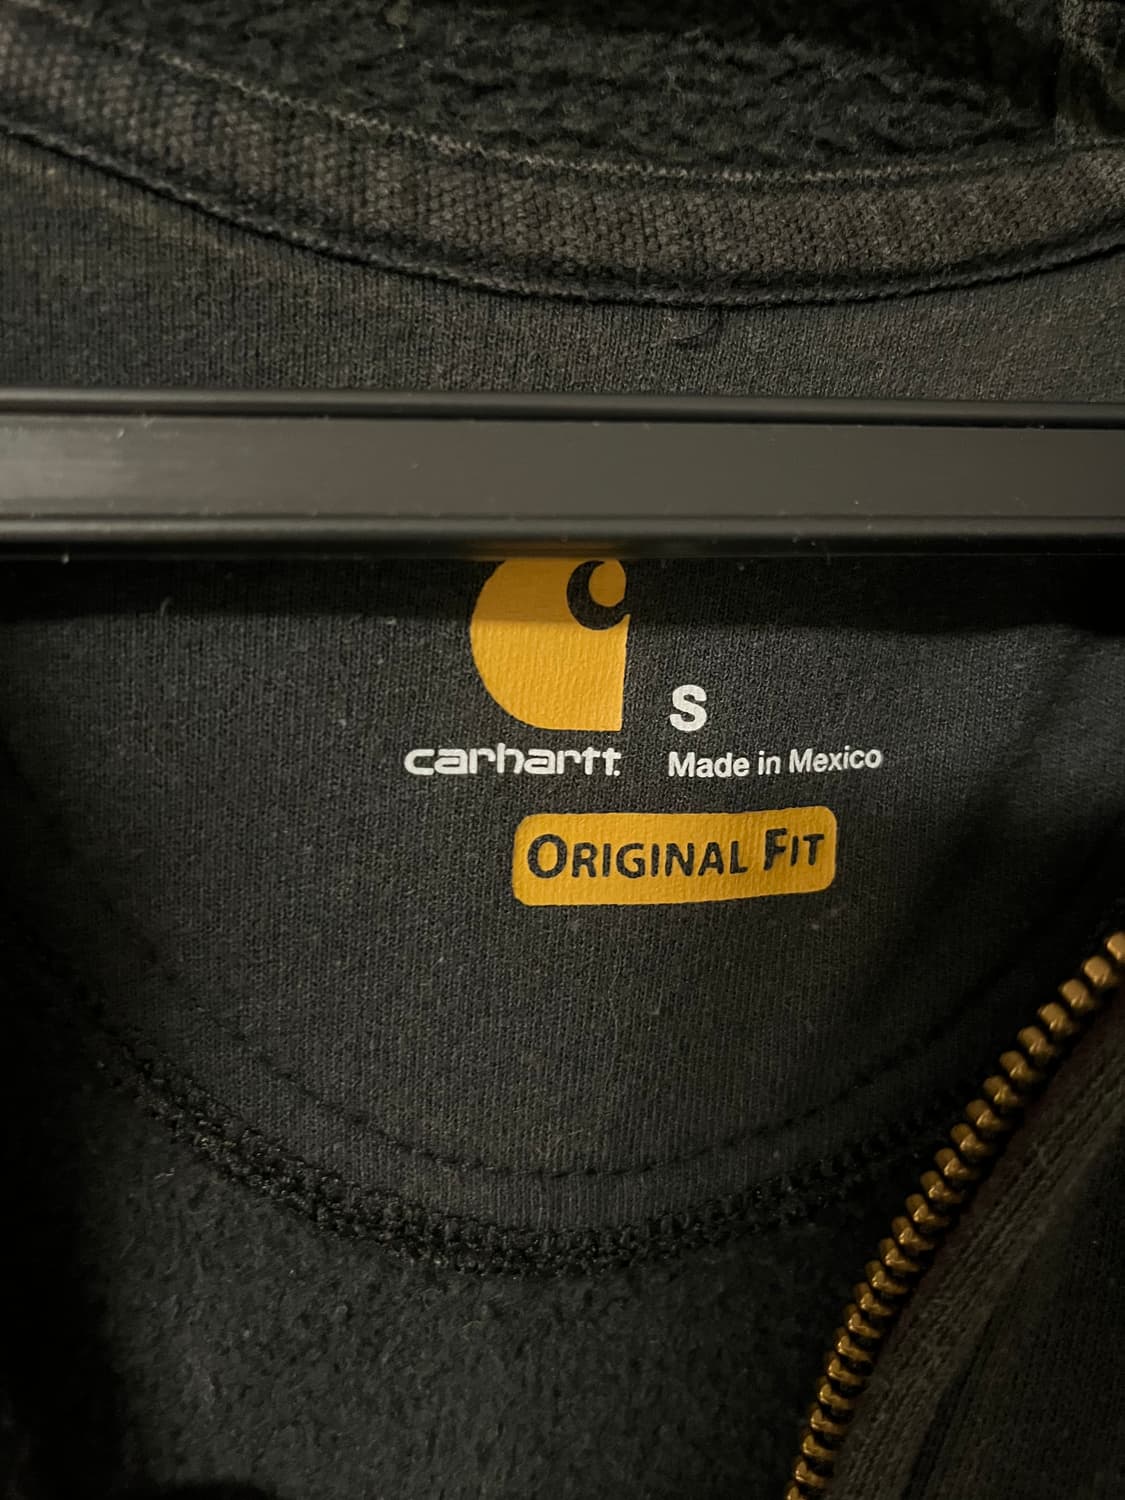 S
carhartt.
Made in Mexico
ORIGINAL FIT